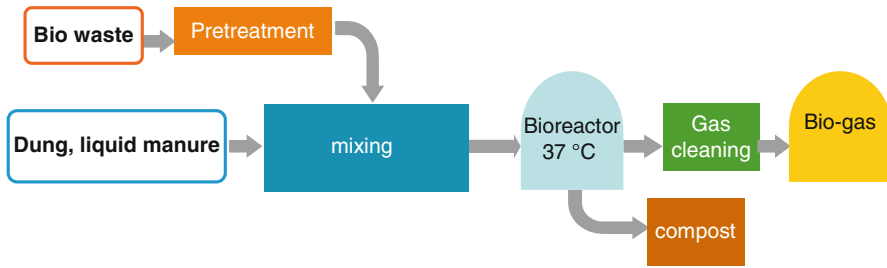 Bio waste
Pretreatment
Dung, liquid manure
mixing
Bioreactor
37 °C
Gas
cleaning
Bio-gas
compost